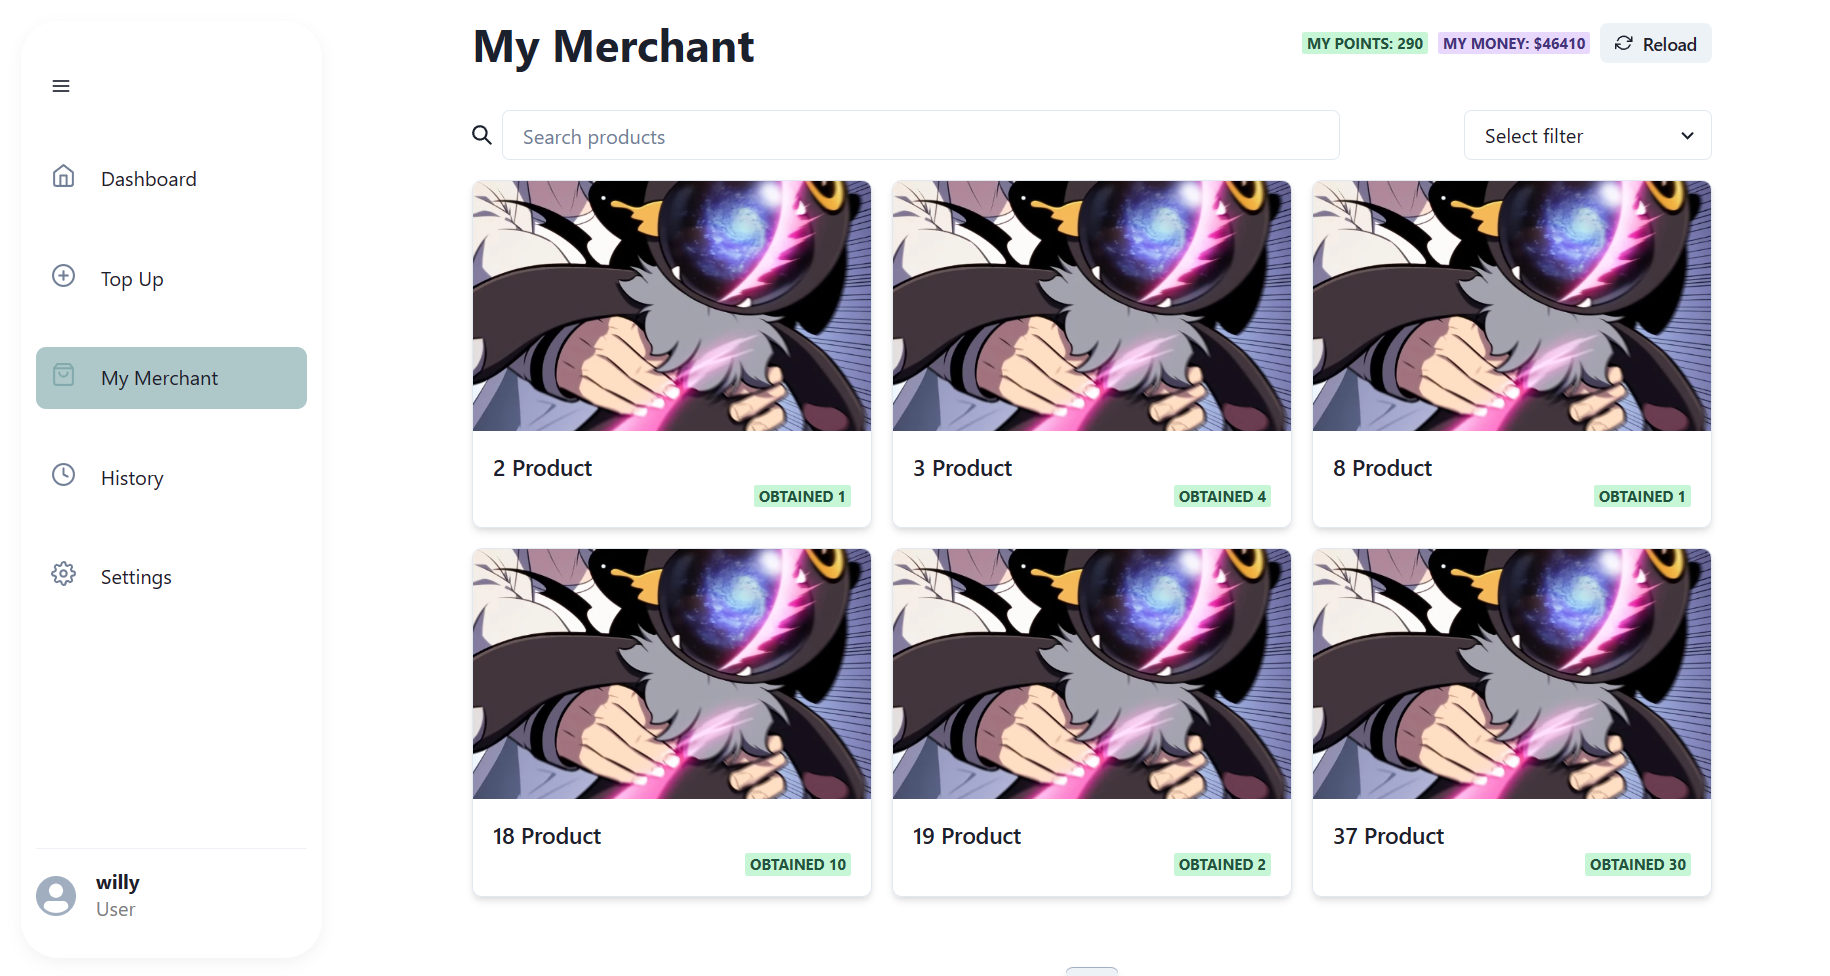 My Merchant
MY POINTS: 290
MY MONEY: $46410
Reload
Dashboard
Top Up
My Merchant
History
Settings
willy
User
Search products
Select filter
2 Product
OBTAINED 1
3 Product
OBTAINED 4
8 Product
OBTAINED 1
18 Product
OBTAINED 10
19 Product
OBTAINED 2
37 Product
OBTAINED 30